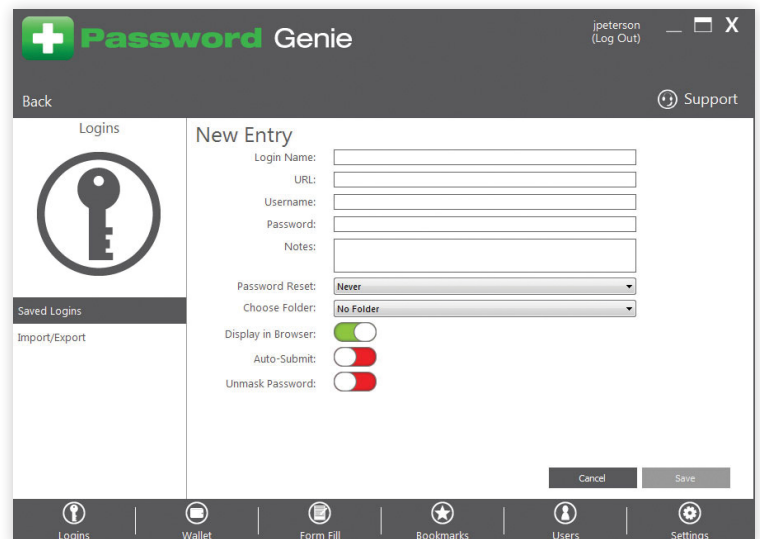 Password Genie
jpeterson
(Log Out)
X
Back
Support
Logins
New Entry
Login Name:
URL:
Username:
Password:
Notes:
Password Reset: Never
Choose Folder: No Folder
Display in Browser:
Auto-Submit:
Unmask Password:
Saved Logins
Import/Export
Cancel Save
Logins Wallet Form Fill Bookmarks Users Settings